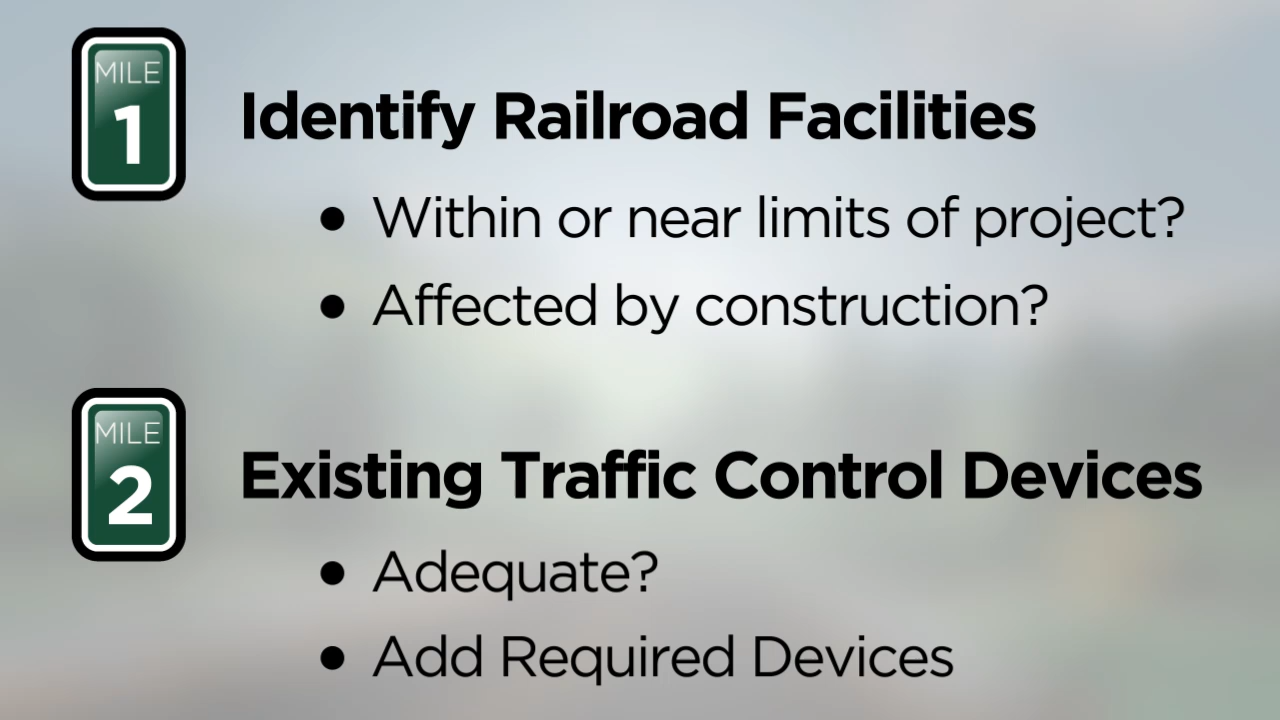 MILE
1
Identify Railroad Facilities
• Within or near limits of project?
• Affected by construction?
MILE
2
Existing Traffic Control Devices
• Adequate?
• Add Required Devices